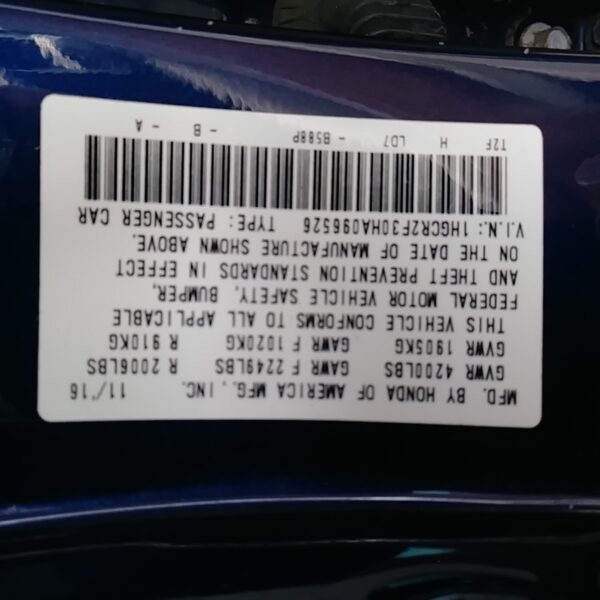 MFD. BY HONDA OF AMERICA MFG., INC. 11/'16
GVWR 4200LBS GAWR F 2249LBS R 2006LBS
GVWR 1905KG GAWR F 1020KG R 910KG
THIS VEHICLE CONFORMS TO ALL APPLICABLE
FEDERAL MOTOR VEHICLE SAFETY, BUMPER,
AND THEFT PREVENTION STANDARDS IN EFFECT
ON THE DATE OF MANUFACTURE SHOWN ABOVE.
V.I.N.: 1HGCR2F30HA096526 TYPE: PASSENGER CAR
T2F H LD7 B588P - B - A